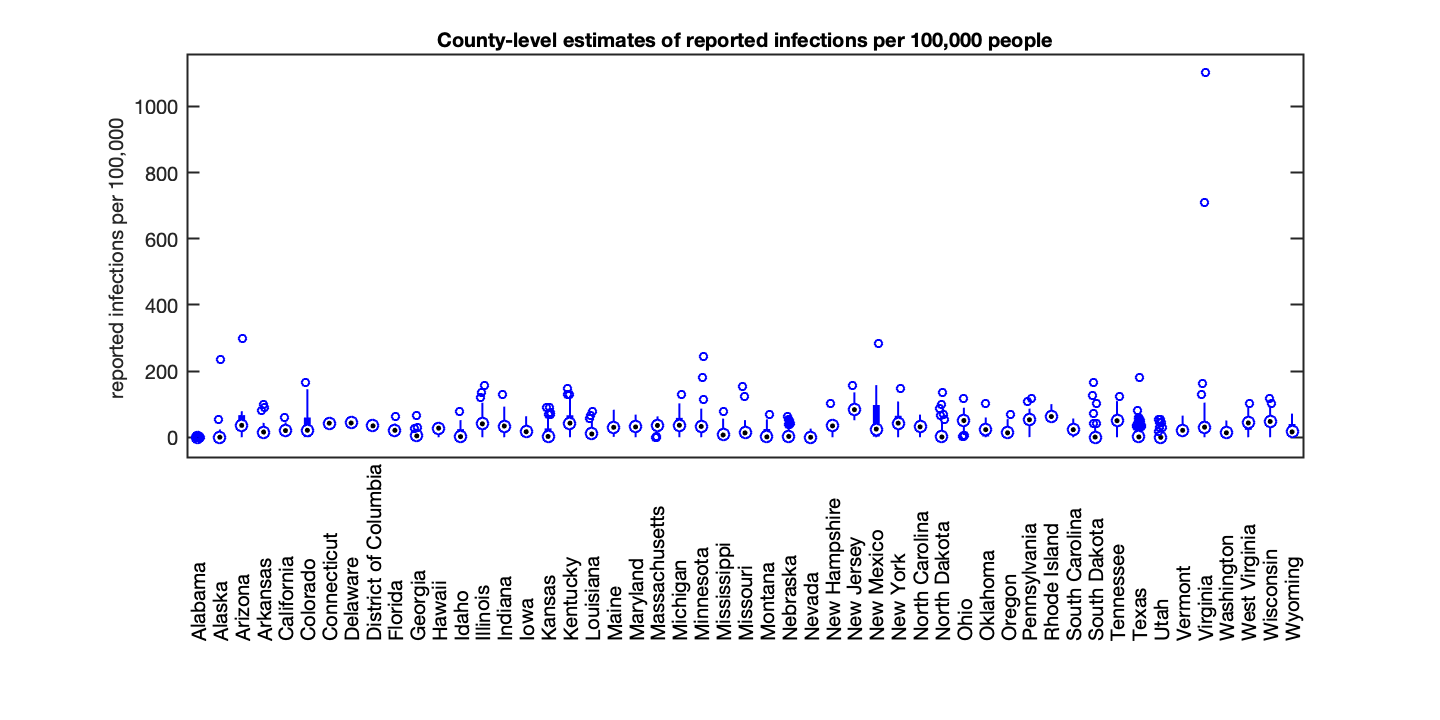 County-level estimates of reported infections per 100,000 people
reported infections per 100,000
1000
800
600
400
200
0
Alabama
Alaska
Arizona
Arkansas
California
Colorado
Connecticut
Delaware
District of Columbia
Florida
Georgia
Hawaii
Idaho
Illinois
Indiana
Iowa
Kansas
Kentucky
Louisiana
Maine
Maryland
Massachusetts
Michigan
Minnesota
Mississippi
Missouri
Montana
Nebraska
Nevada
New Hampshire
New Jersey
New Mexico
New York
North Carolina
North Dakota
Ohio
Oklahoma
Oregon
Pennsylvania
Rhode Island
South Carolina
South Dakota
Tennessee
Texas
Utah
Vermont
Virginia
Washington
West Virginia
Wisconsin
Wyoming